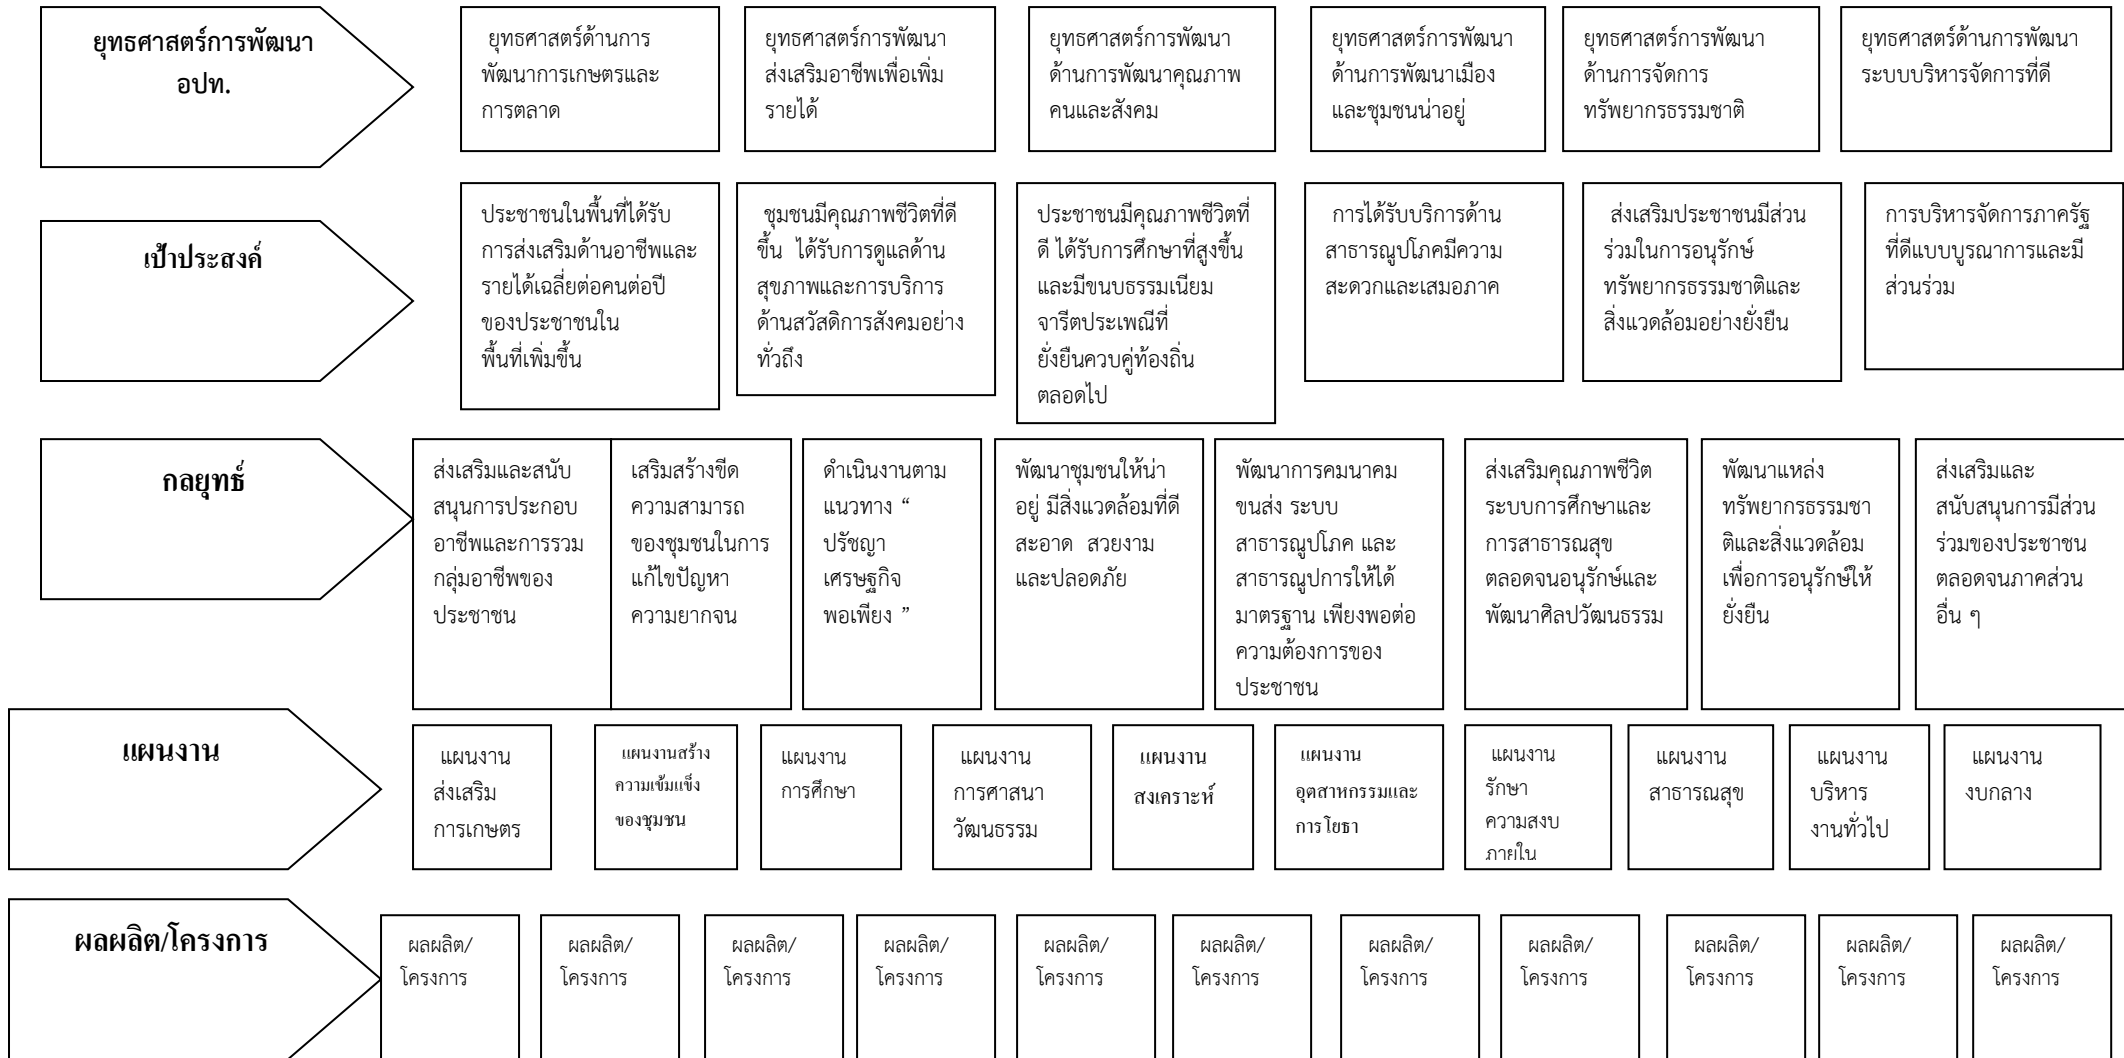 ยุทธศาสตร์การพัฒนา
อปท.
ยุทธศาสตร์ด้านการ
พัฒนาการเกษตรและ
การตลาด
ยุทธศาสตร์การพัฒนา
ส่งเสริมอาชีพเพื่อเพิ่ม
รายได้
ยุทธศาสตร์การพัฒนา
ด้านการพัฒนาคุณภาพ
คนและสังคม
ยุทธศาสตร์การพัฒนา
ด้านการพัฒนาเมือง
และชุมชนน่าอยู่
ยุทธศาสตร์การพัฒนา
ด้านการจัดการ
ทรัพยากรธรรมชาติ
ยุทธศาสตร์ด้านการพัฒนา
ระบบบริหารจัดการที่ดี
เป้าประสงค์
ประชาชนในพื้นที่ได้รับ
การส่งเสริมด้านอาชีพและ
รายได้เฉลี่ยต่อคนต่อปี
ของประชาชนใน
พื้นที่เพิ่มขึ้น
ชุมชนมีคุณภาพชีวิตที่ดี
ขึ้น ได้รับการดูแลด้าน
สุขภาพและการบริการ
ด้านสวัสดิการสังคมอย่าง
ทั่วถึง
ประชาชนมีคุณภาพชีวิตที่
ดี ได้รับการศึกษาที่สูงขึ้น
และมีขนบธรรมเนียม
จารีตประเพณีที่
ยั่งยืนควบคู่ท้องถิ่น
ตลอดไป
การได้รับบริการด้าน
สาธารณูปโภคมีความ
สะดวกและเสมอภาค
ส่งเสริมประชาชนมีส่วน
ร่วมในการอนุรักษ์
ทรัพยากรธรรมชาติและ
สิ่งแวดล้อมอย่างยั่งยืน
การบริหารจัดการภาครัฐ
ที่ดีแบบบูรณาการและมี
ส่วนร่วม
กลยุทธ์
ส่งเสริมและสนับ
สนุนการประกอบ
อาชีพและการรวม
กลุ่มอาชีพของ
ประชาชน
เสริมสร้างขีด
ความสามารถ
ของชุมชนในการ
แก้ไขปัญหา
ความยากจน
ดำเนินงานตาม
แนวทาง “
ปรัชญา
เศรษฐกิจ
พอเพียง ”
พัฒนาชุมชนให้น่า
อยู่ มีสิ่งแวดล้อมที่ดี
สะอาด สวยงาม
และปลอดภัย
พัฒนาการคมนาคม
ขนส่ง ระบบ
สาธารณูปโภค และ
สาธารณูปการให้ได้
มาตรฐาน เพียงพอต่อ
ความต้องการของ
ประชาชน
ส่งเสริมคุณภาพชีวิต
ระบบการศึกษาและ
การสาธารณสุข
ตลอดจนอนุรักษ์และ
พัฒนาศิลปวัฒนธรรม
พัฒนาแหล่ง
ทรัพยากรธรรมชา
ติและสิ่งแวดล้อม
เพื่อการอนุรักษ์ให้
ยั่งยืน
ส่งเสริมและ
สนับสนุนการมีส่วน
ร่วมของประชาชน
ตลอดจนภาคส่วน
อื่น ๆ
แผนงาน
แผนงาน
ส่งเสริม
การเกษตร
แผนงานสร้าง
ความเข้มแข็ง
ของชุมชน
แผนงาน
การศึกษา
แผนงาน
การศาสนา
วัฒนธรรม
แผนงาน
สงเคราะห์
แผนงาน
อุตสาหกรรมและ
การโยธา
แผนงาน
รักษา
ความสงบ
ภายใน
แผนงาน
สาธารณสุข
แผนงาน
บริหาร
งานทั่วไป
แผนงาน
งบกลาง
ผลผลิต/โครงการ
ผลผลิต/
โครงการ
ผลผลิต/
โครงการ
ผลผลิต/
โครงการ
ผลผลิต/
โครงการ
ผลผลิต/
โครงการ
ผลผลิต/
โครงการ
ผลผลิต/
โครงการ
ผลผลิต/
โครงการ
ผลผลิต/
โครงการ
ผลผลิต/
โครงการ
ผลผลิต/
โครงการ